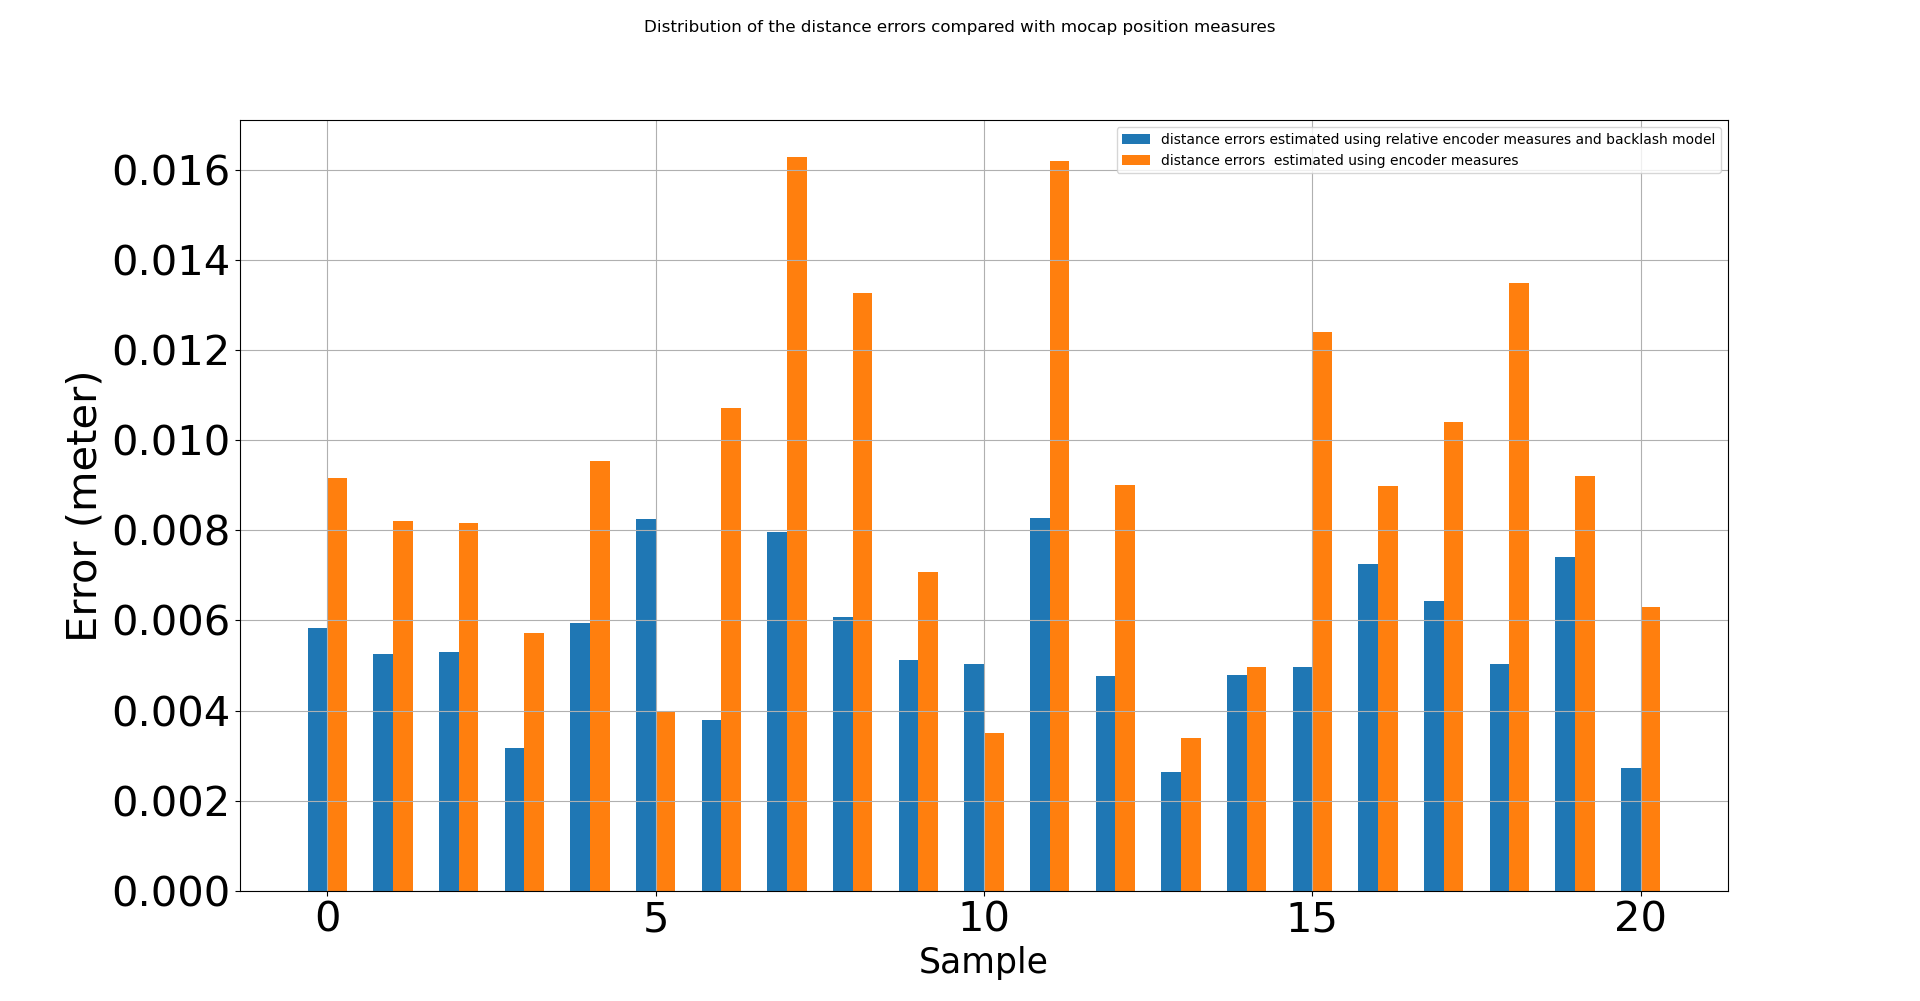 Distribution of the distance errors compared with mocap position measures
distance errors estimated using relative encoder measures and backlash model
distance errors  estimated using encoder measures
0.016
0.014
0.012
0.010
0.008
0.006
0.004
0.002
0.000
Error (meter)
0 5 10 15 20
Sample